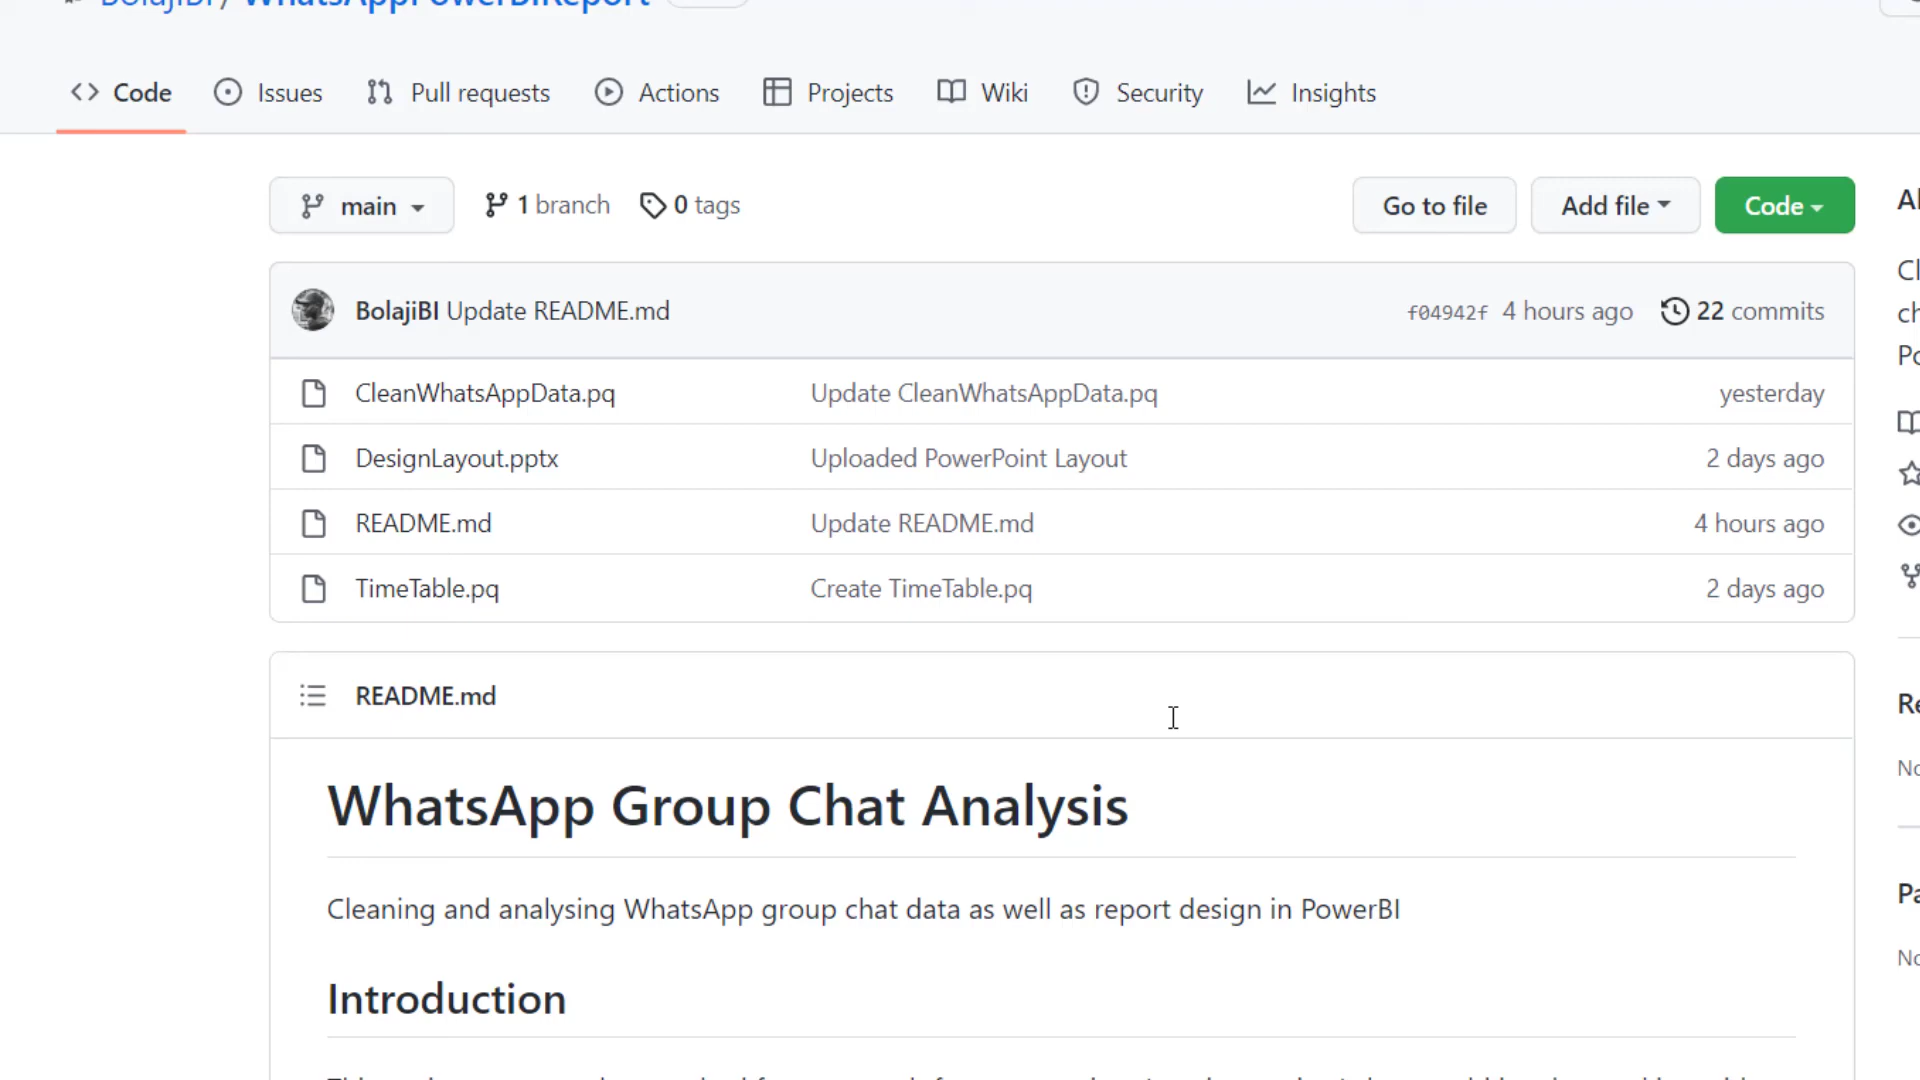 BolajiBI / WhatsAppPowerBIReport
Code Issues Pull requests Actions Projects Wiki Security Insights
main 1 branch 0 tags Go to file Add file Code
BolajiBI Update README.md f04942f 4 hours ago 22 commits
CleanWhatsAppData.pq Update CleanWhatsAppData.pq yesterday
DesignLayout.pptx Uploaded PowerPoint Layout 2 days ago
README.md Update README.md 4 hours ago
TimeTable.pq Create TimeTable.pq 2 days ago
README.md
WhatsApp Group Chat Analysis
Cleaning and analysing WhatsApp group chat data as well as report design in PowerBI
Introduction